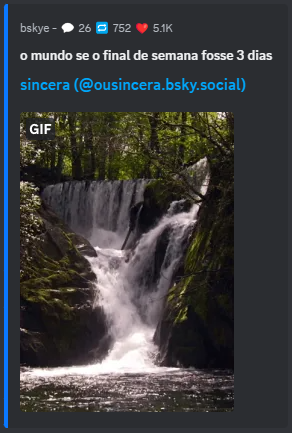 bskye - 💬 26 🔁 752 ❤️ 5.1K
o mundo se o final de semana fosse 3 dias
sincera (@ousincera.bsky.social)
GIF